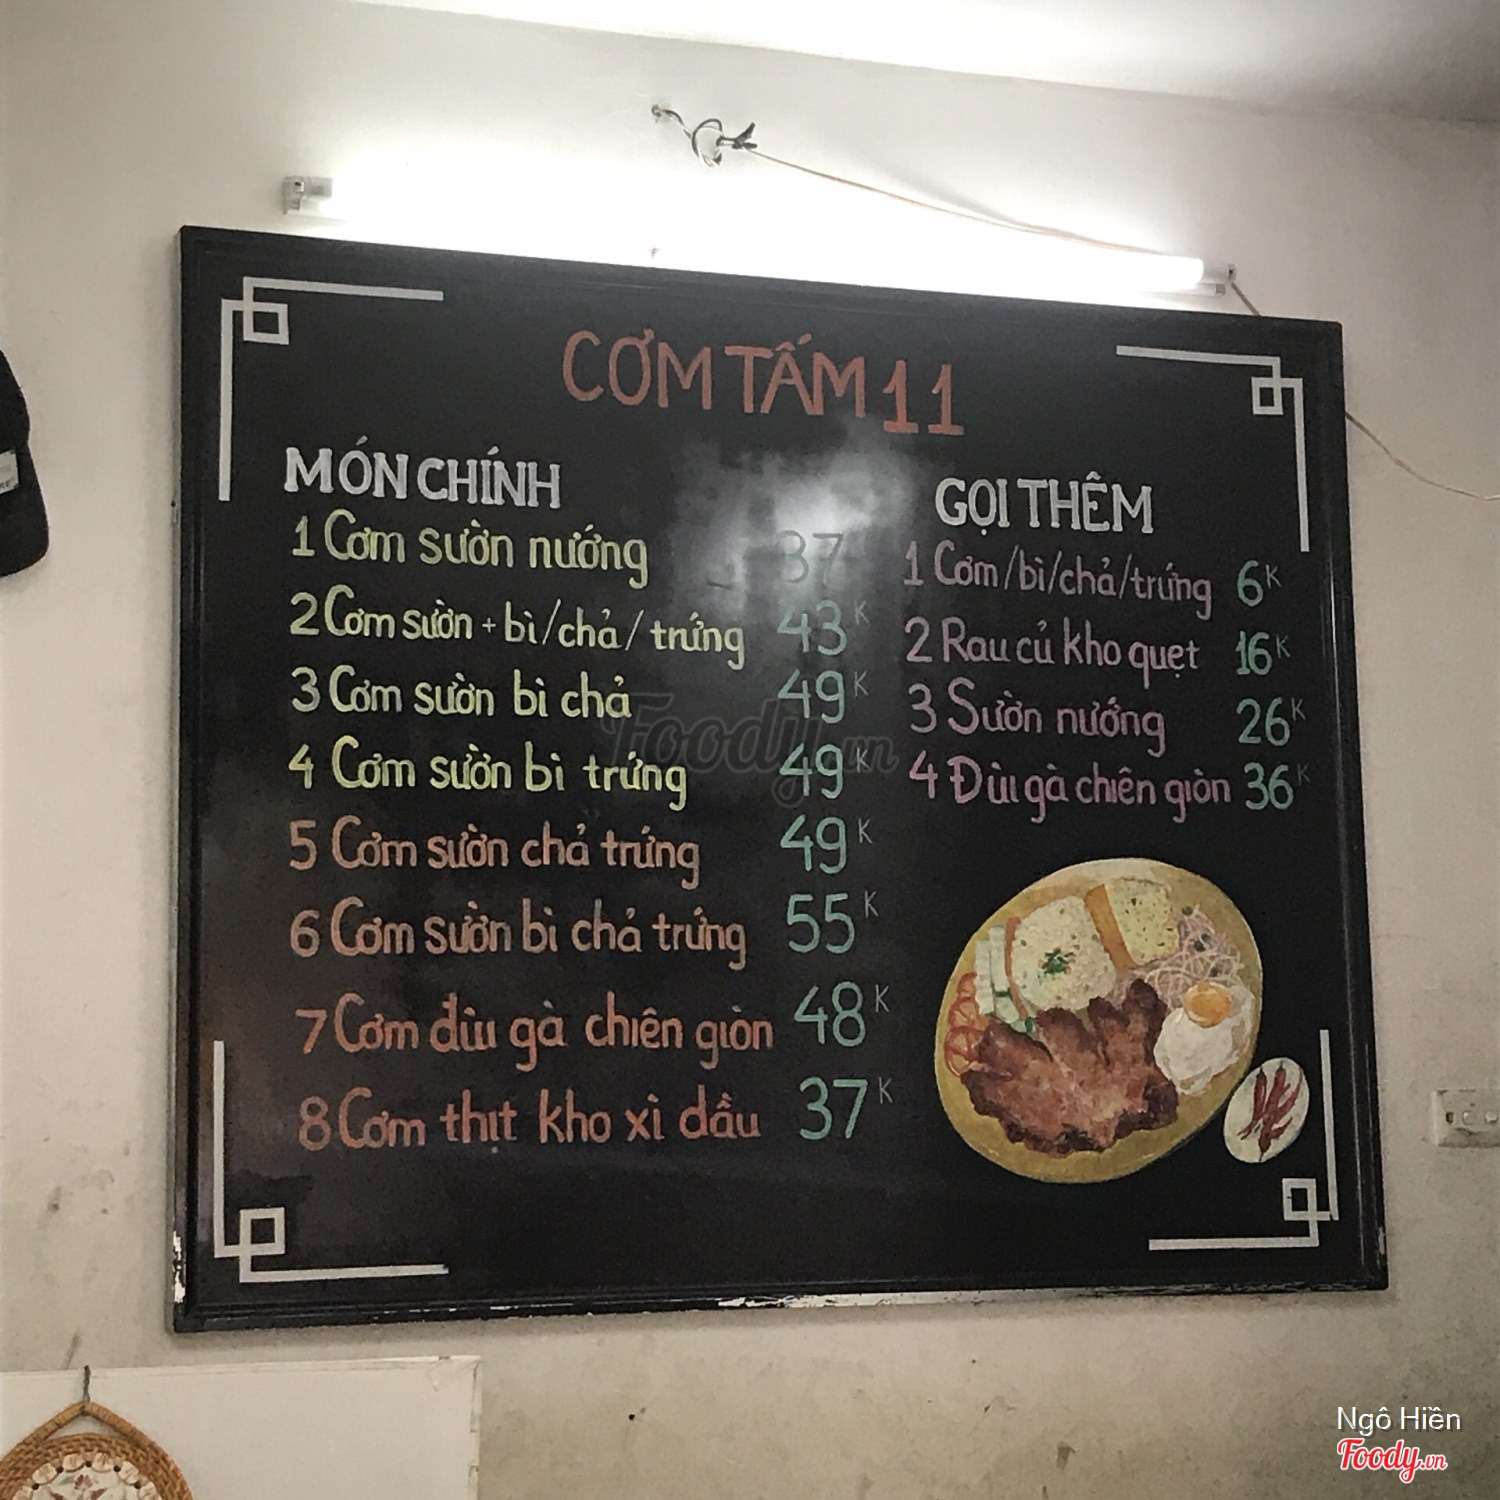 CƠM TẤM 11
MÓN CHÍNH
1 Cơm sườn nướng 37
2 Cơm sườn + bì/chả/trứng 43K
3 Cơm sườn bì chả 49K
4 Cơm sườn bì trứng 49K
5 Cơm sườn chả trứng 49K
6 Cơm sườn bì chả trứng 55K
7 Cơm đùi gà chiên giòn 48K
8 Cơm thịt kho xì dầu 37K
GỌI THÊM
1 Cơm/bì/chả/trứng 6K
2 Rau củ kho quẹt 16K
3 Sườn nướng 26K
4 Đùi gà chiên giòn 36K
Foody.vn
Ngô Hiền
Foody.vn